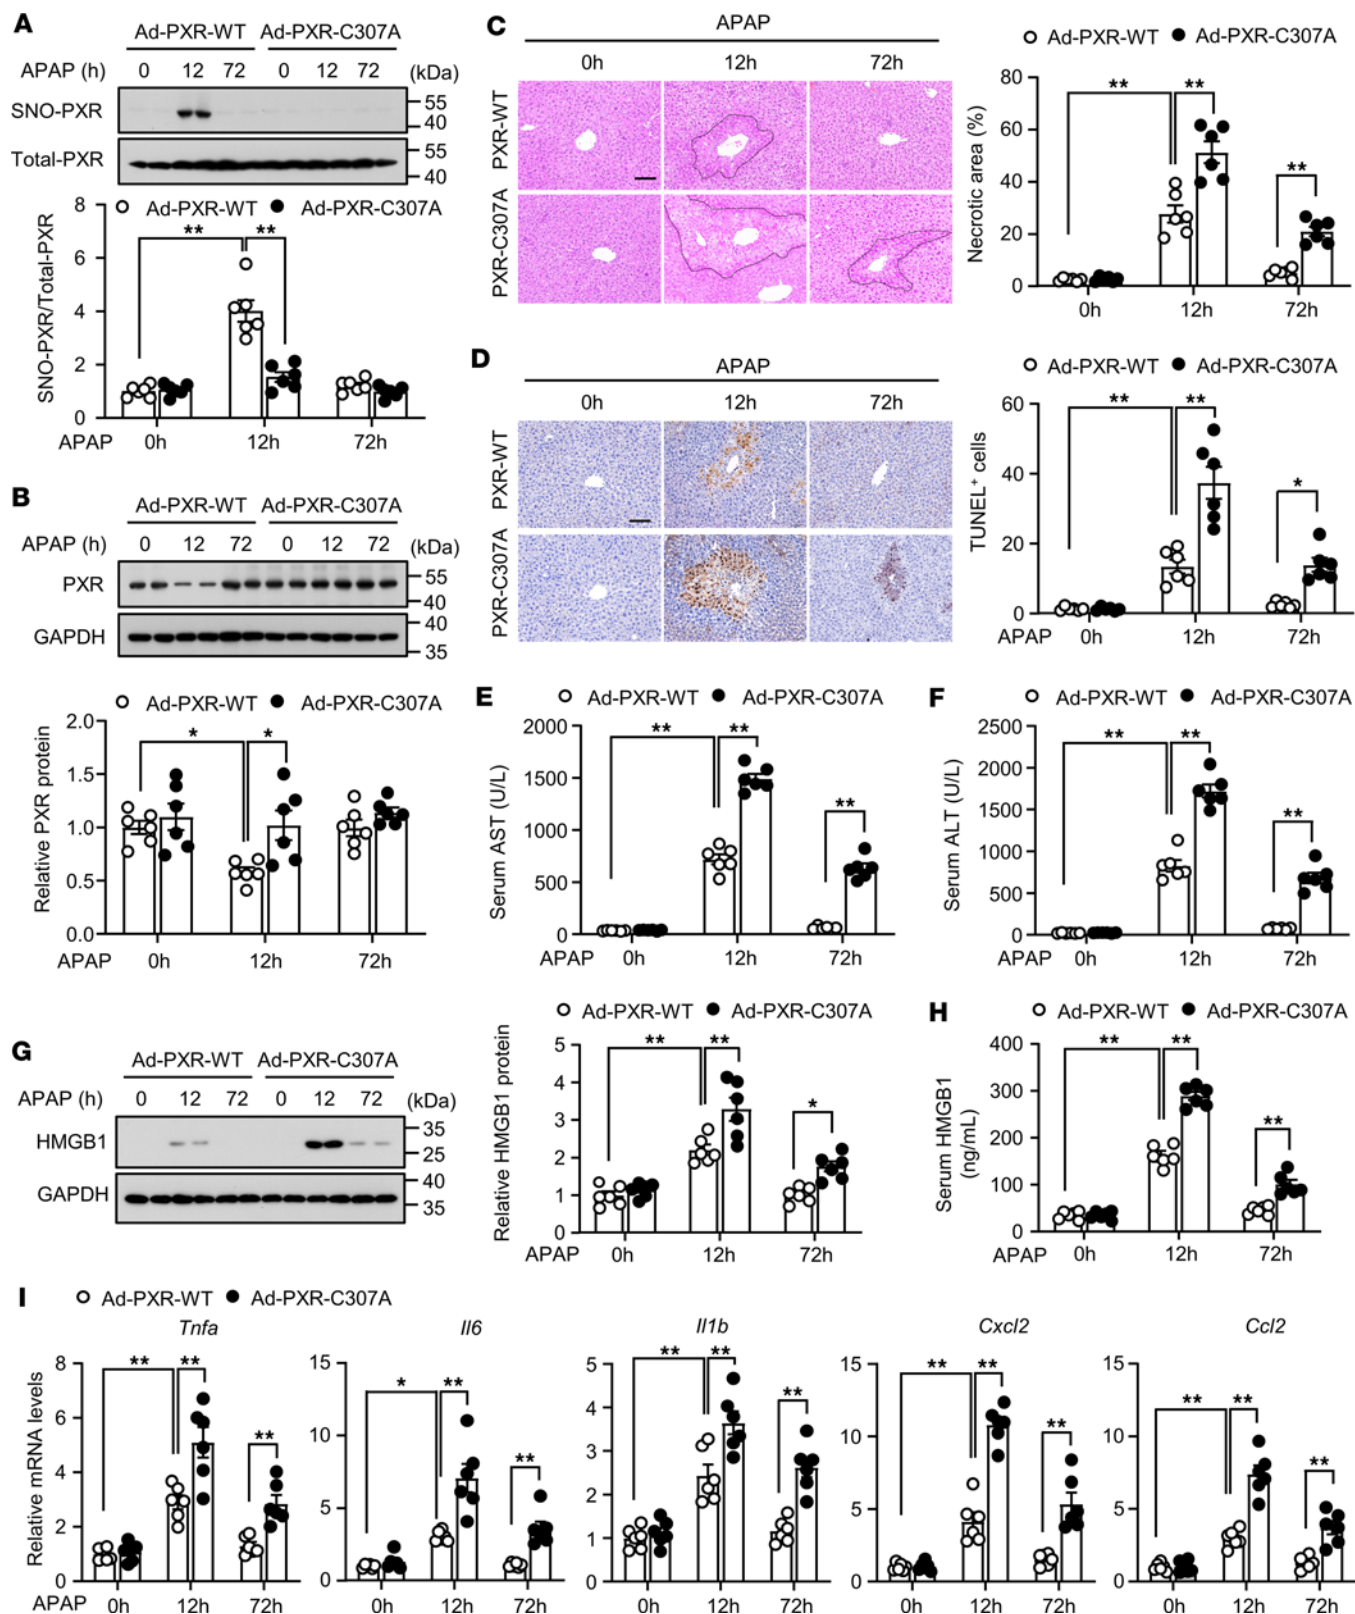 A
Ad-PXR-WT Ad-PXR-C307A
APAP (h) 0 12 72 0 12 72 (kDa)
SNO-PXR
55
40
Total-PXR
55
40
Ad-PXR-WT Ad-PXR-C307A
SNO-PXR/Total-PXR
8
6
4
2
0
** **
APAP 0h 12h 72h
B
Ad-PXR-WT Ad-PXR-C307A
APAP (h) 0 12 72 0 12 72 (kDa)
PXR
55
40
GAPDH
40
35
Ad-PXR-WT Ad-PXR-C307A
Relative PXR protein
2.0
1.5
1.0
0.5
0.0
* *
APAP 0h 12h 72h
C
APAP
0h 12h 72h
PXR-WT
PXR-C307A
Ad-PXR-WT Ad-PXR-C307A
Necrotic area (%)
80
60
40
20
0
** **
**
0h 12h 72h
D
APAP
0h 12h 72h
PXR-WT
PXR-C307A
Ad-PXR-WT Ad-PXR-C307A
TUNEL+ cells
60
40
20
0
** **
*
APAP 0h 12h 72h
E
Ad-PXR-WT Ad-PXR-C307A
Serum AST (U/L)
2000
1500
1000
500
0
** **
**
APAP 0h 12h 72h
F
Ad-PXR-WT Ad-PXR-C307A
Serum ALT (U/L)
2500
2000
1500
1000
500
0
** **
**
APAP 0h 12h 72h
G
Ad-PXR-WT Ad-PXR-C307A
APAP (h) 0 12 72 0 12 72 (kDa)
HMGB1
35
25
GAPDH
40
35
Ad-PXR-WT Ad-PXR-C307A
Relative HMGB1 protein
5
4
3
2
1
0
** **
*
APAP 0h 12h 72h
H
Ad-PXR-WT Ad-PXR-C307A
Serum HMGB1
(ng/mL)
400
300
200
100
0
** **
**
APAP 0h 12h 72h
I
Ad-PXR-WT Ad-PXR-C307A
Relative mRNA levels
Tnfa
8
6
4
2
0
** **
**
APAP 0h 12h 72h
Il6
15
10
5
0
* **
**
0h 12h 72h
Il1b
5
4
3
2
1
0
** **
**
0h 12h 72h
Cxcl2
15
10
5
0
** **
**
0h 12h 72h
Ccl2
15
10
5
0
** **
**
0h 12h 72h